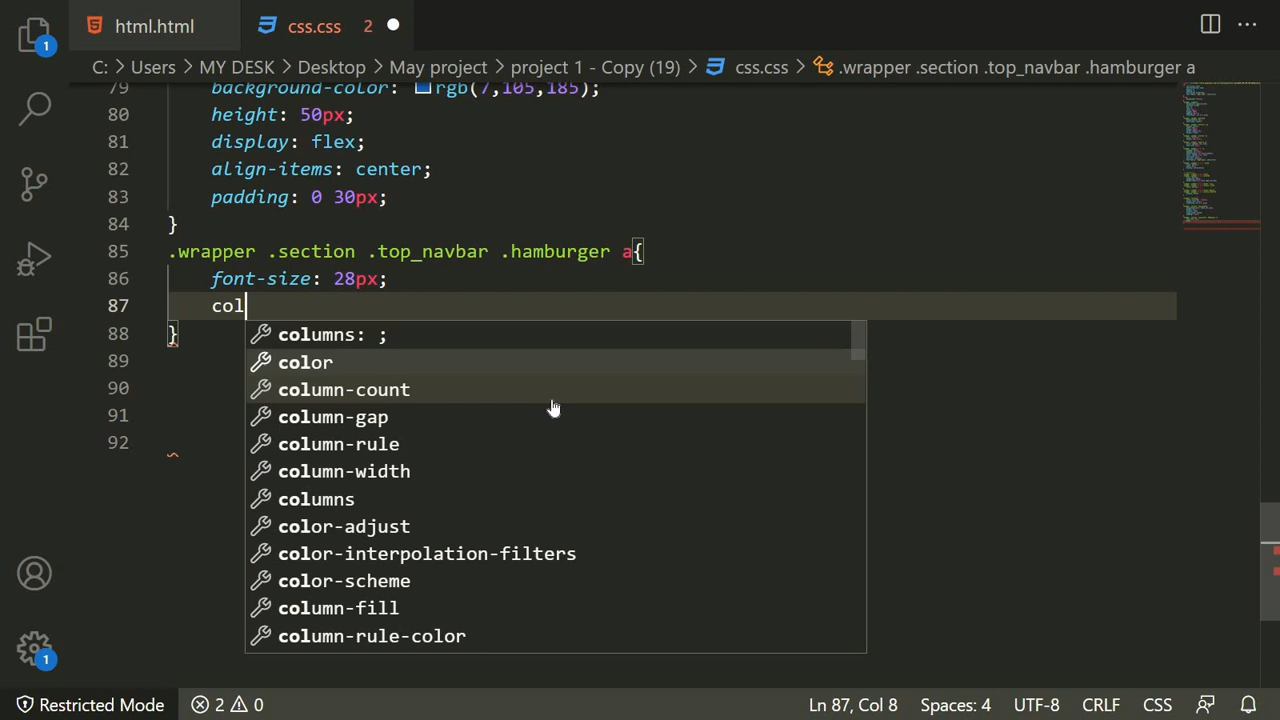 html.html css.css 2
C: > Users > MY DESK > Desktop > May project > project 1 - Copy (19) > css.css > .wrapper .section .top_navbar .hamburger a
79 background-color: rgb(7,105,185);
80 height: 50px;
81 display: flex;
82 align-items: center;
83 padding: 0 30px;
84 }
85 .wrapper .section .top_navbar .hamburger a{
86 font-size: 28px;
87 col
88 }
columns: ;
89 color
90 column-count
91 column-gap
92 column-rule
column-width
columns
color-adjust
color-interpolation-filters
color-scheme
column-fill
column-rule-color
1
1
Restricted Mode 2 0 Ln 87, Col 8 Spaces: 4 UTF-8 CRLF CSS